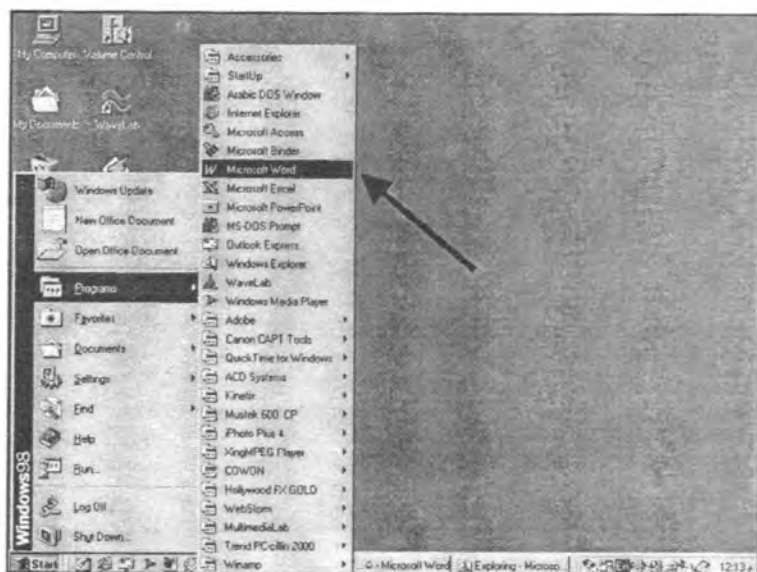 My Computer Volume Control
My Documents WaveLab
Windows Update
New Office Document
Open Office Document
Programs
Favorites
Documents
Settings
Find
Help
Run...
Log Off
Shut Down...
Windows98
Accessories
StartUp
Arabic DOS Window
Internet Explorer
Microsoft Access
Microsoft Binder
Microsoft Word
Microsoft Excel
Microsoft PowerPoint
MS-DOS Prompt
Outlook Express
Windows Explorer
WaveLab
Windows Media Player
Adobe
Canon CAPT Tools
QuickTime for Windows
ACD Systems
Kinetix
Mustek 600 CP
iPhoto Plus 4
XingMPEG Player
COWON
Hollywood FX GOLD
WebStorm
MultimediaLab
Trend PC-cillin 2000
Winamp
Start - Microsoft Word Exploring - Microso... 12:13